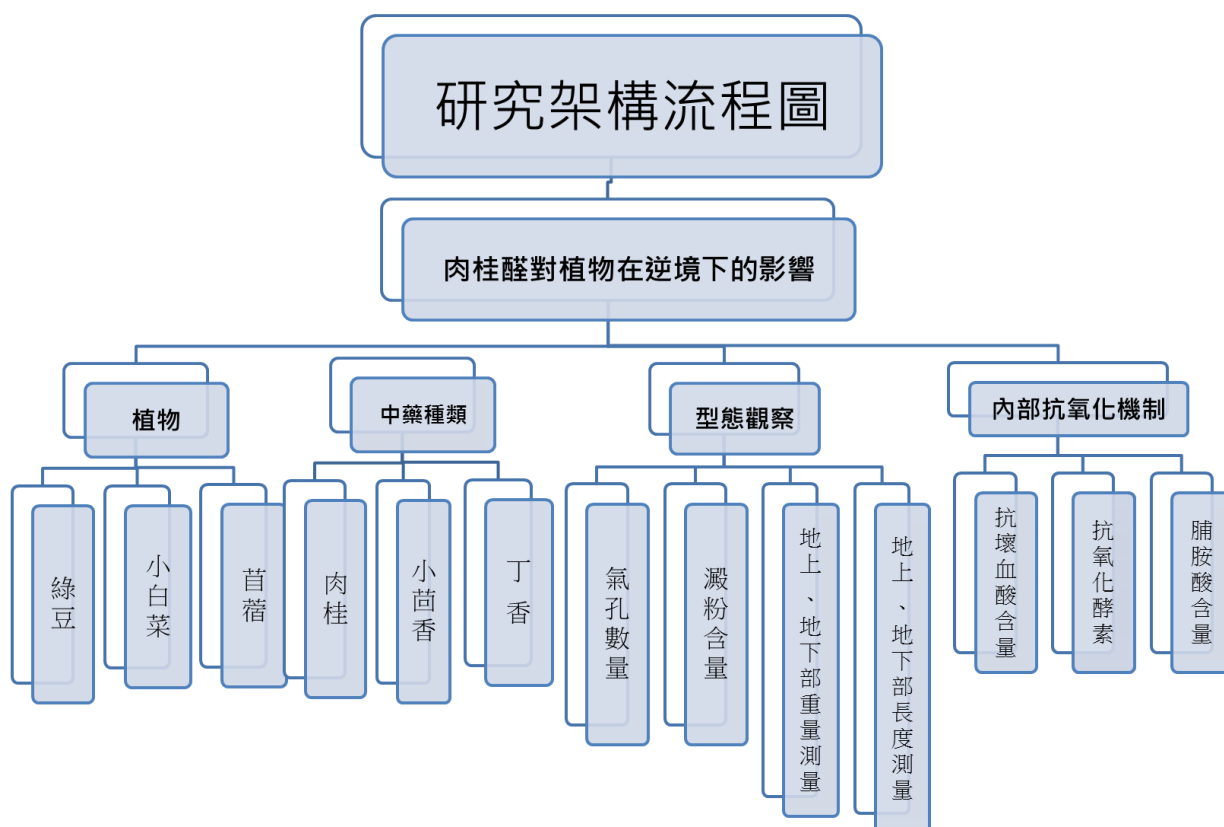 研究架構流程圖
肉桂醛對植物在逆境下的影響
植物
中藥種類
型態觀察
內部抗氧化機制
綠豆
小白菜
苜蓿
肉桂
小茴香
丁香
氣孔數量
澱粉含量
地上、地下部重量測量
地上、地下部長度測量
抗壞血酸含量
抗氧化酵素
脯胺酸含量